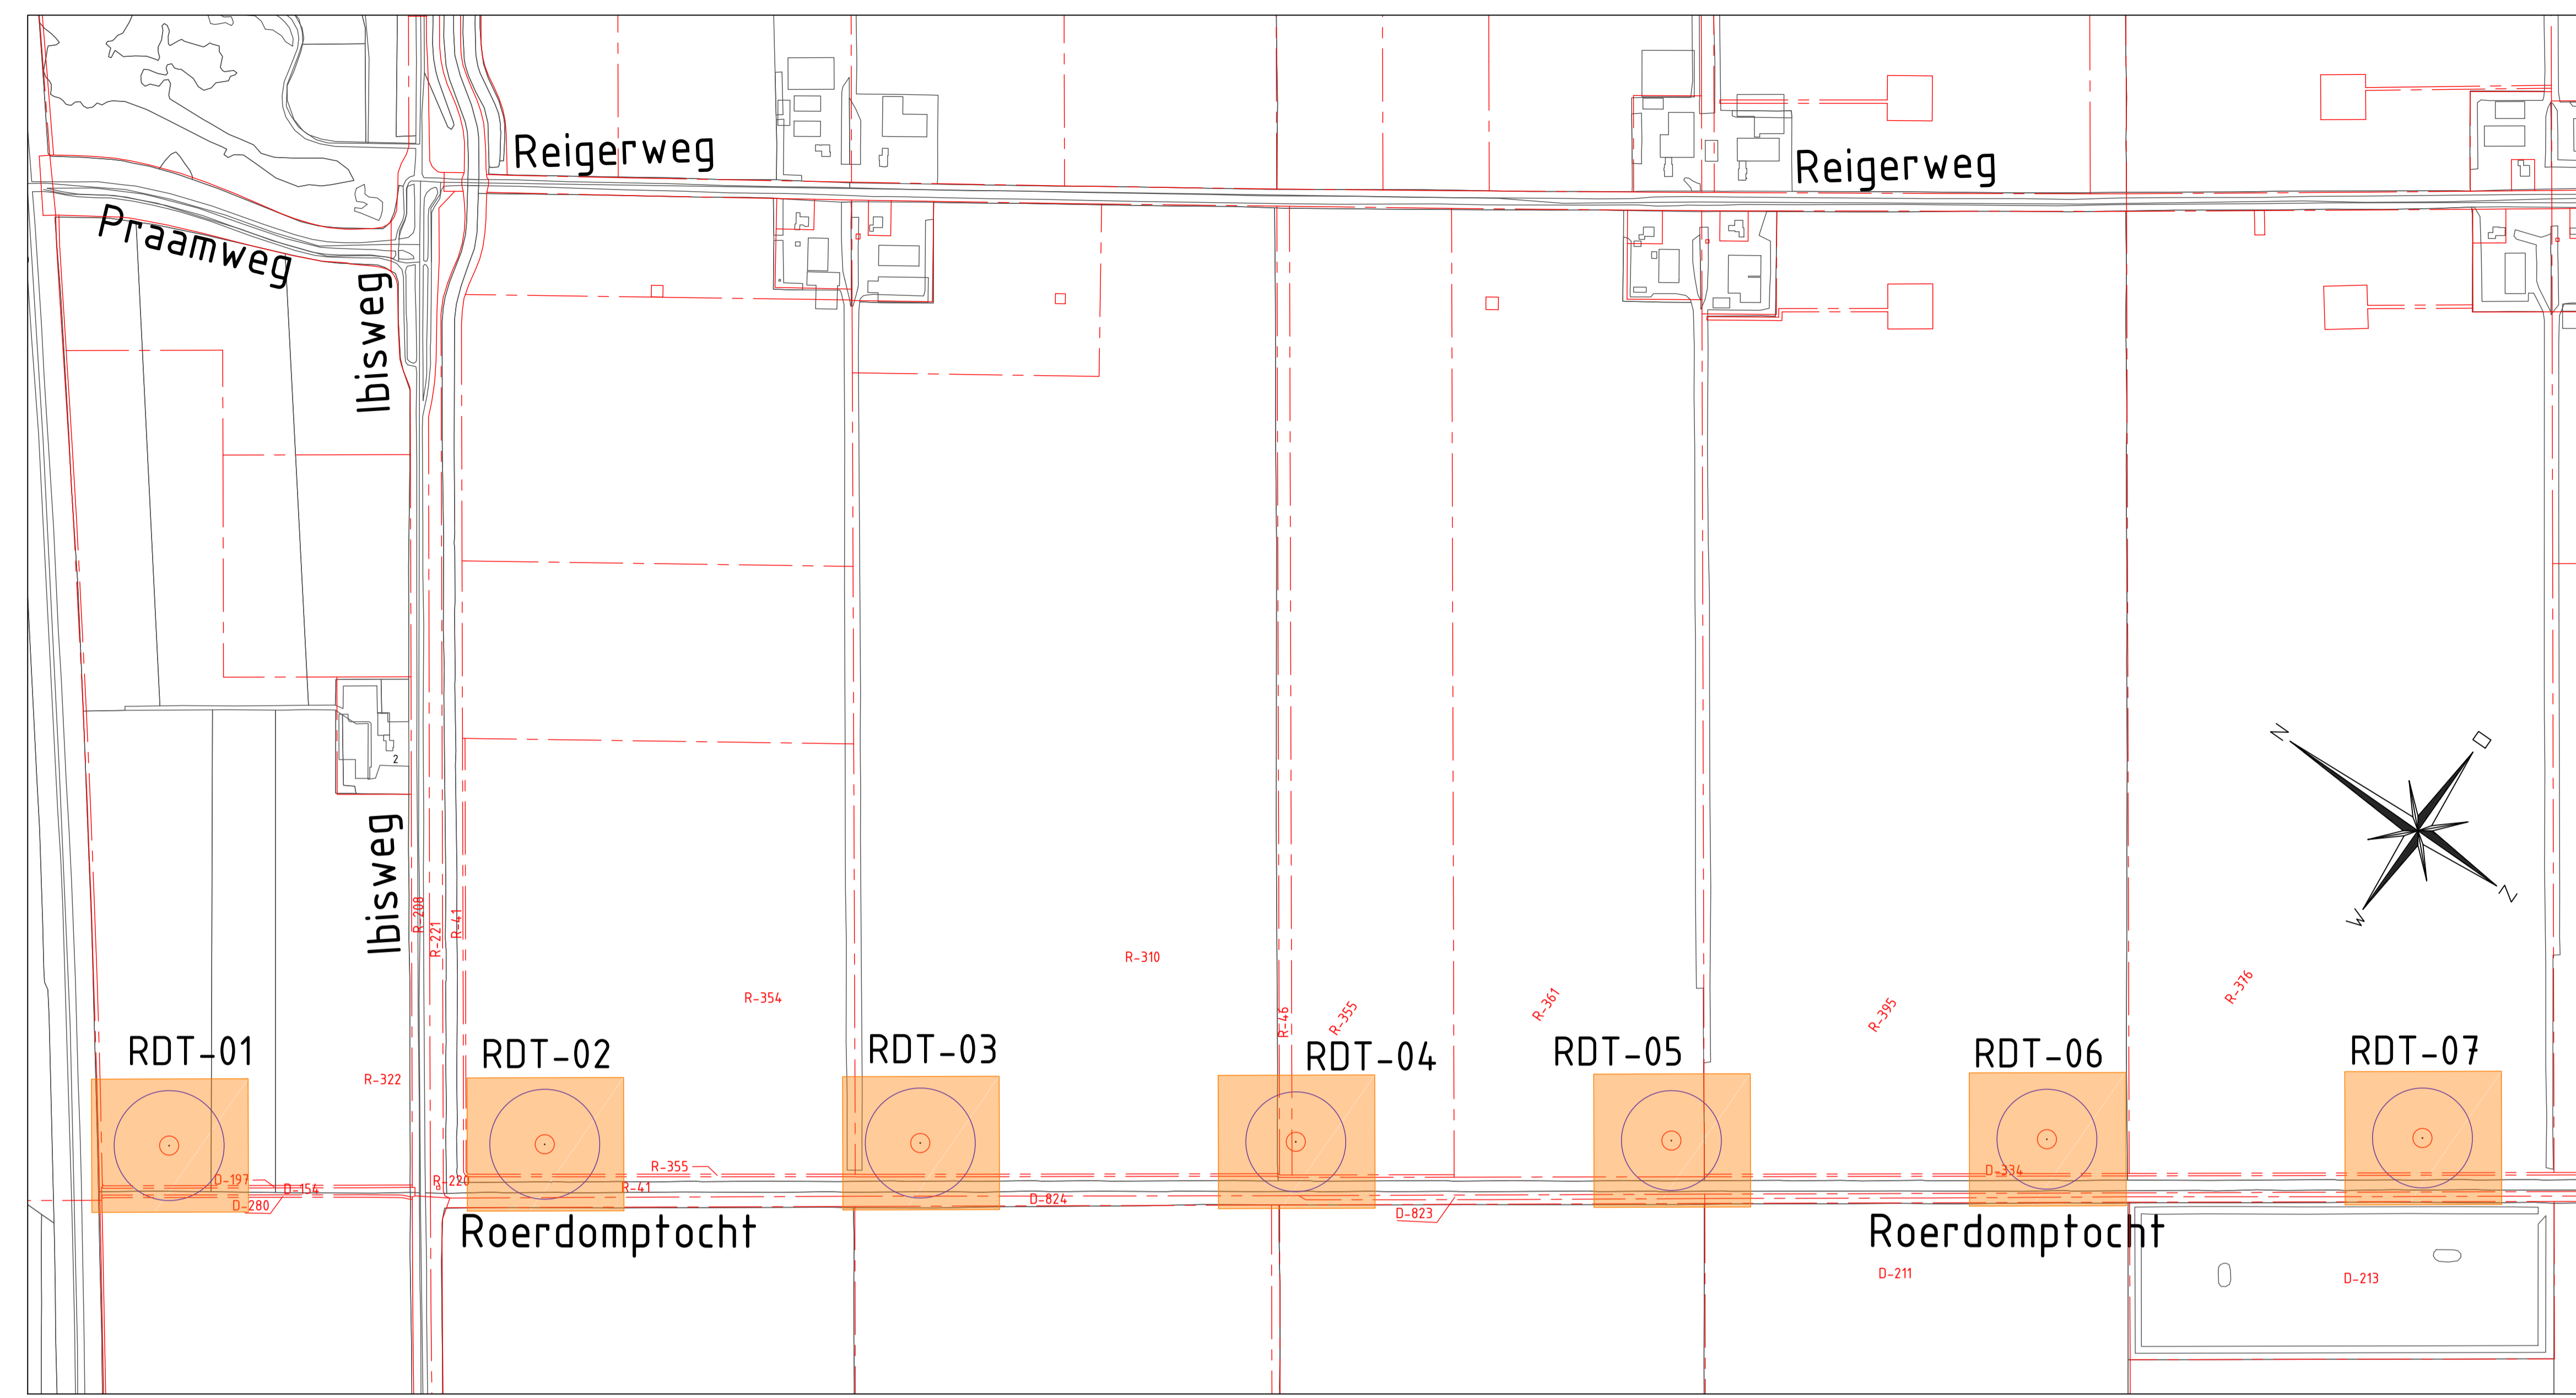 Reigerweg
Reigerweg
Praamweg
Ibisweg
2
N
O
W
Z
Ibisweg
R-208
R-221
R-41
R-354
R-310
R-46
R-355
R-361
R-395
R-376
RDT-01
RDT-02
RDT-03
RDT-04
RDT-05
RDT-06
RDT-07
R-322
R-355
D-334
D-197
D-154
D-280
R-220
R-41
D-824
D-823
Roerdomptocht
Roerdomptocht
D-211
D-213